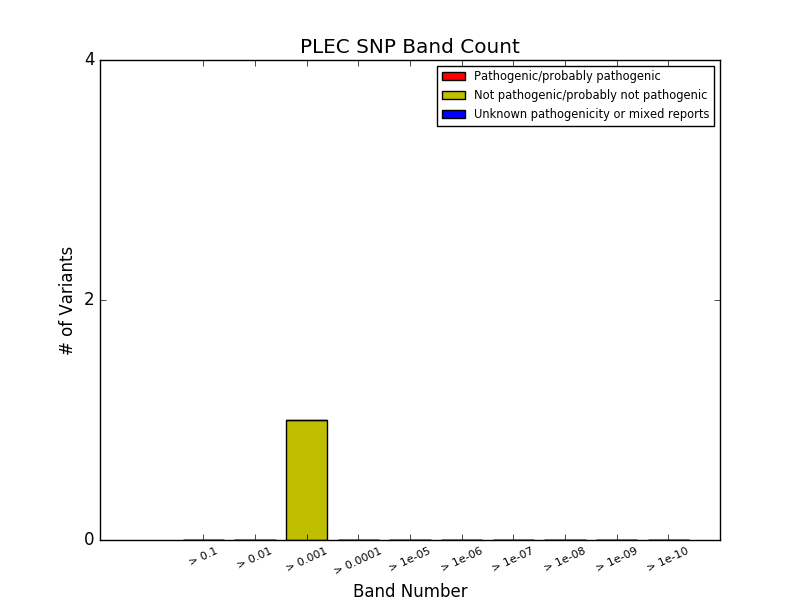 PLEC SNP Band Count
4
Pathogenic/probably pathogenic
Not pathogenic/probably not pathogenic
Unknown pathogenicity or mixed reports
# of Variants
2
0
> 0.1
> 0.01
> 0.001
> 0.0001
> 1e-05
> 1e-06
> 1e-07
> 1e-08
> 1e-09
> 1e-10
Band Number